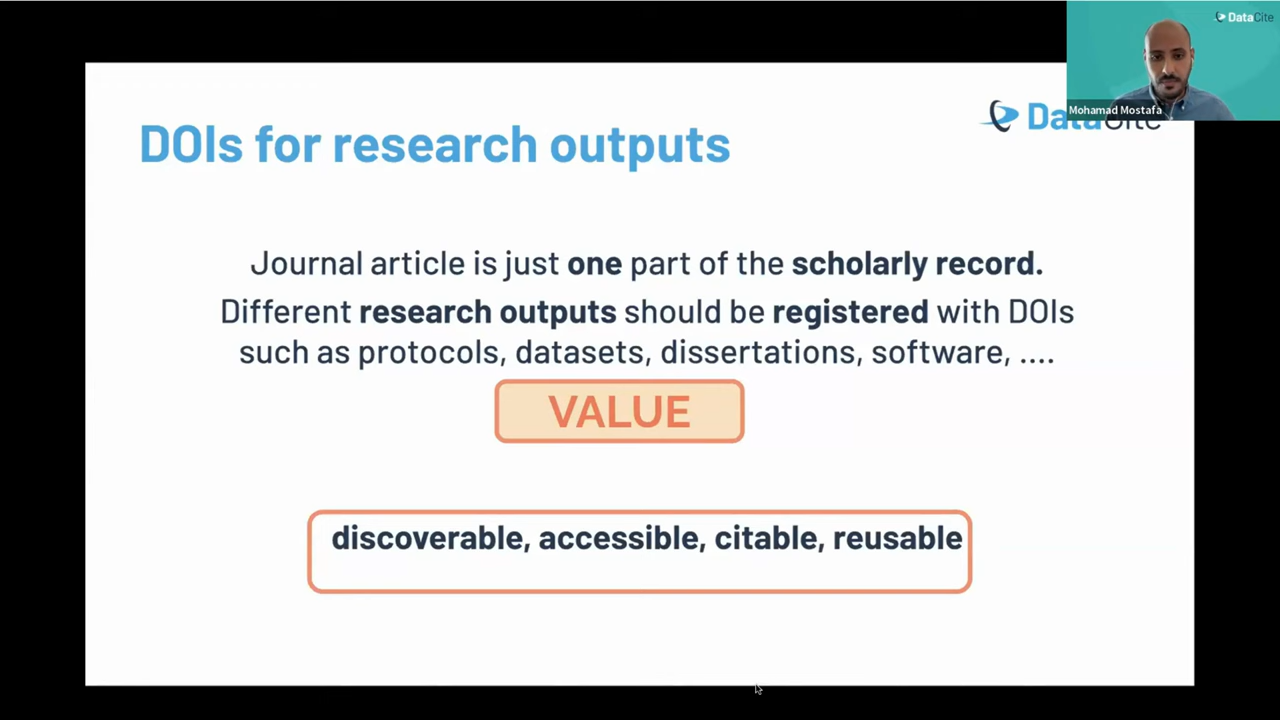 DataCite
Mohamad Mostafa
DataCite
DOIs for research outputs
Journal article is just one part of the scholarly record.
Different research outputs should be registered with DOIs
such as protocols, datasets, dissertations, software, ....
VALUE
discoverable, accessible, citable, reusable